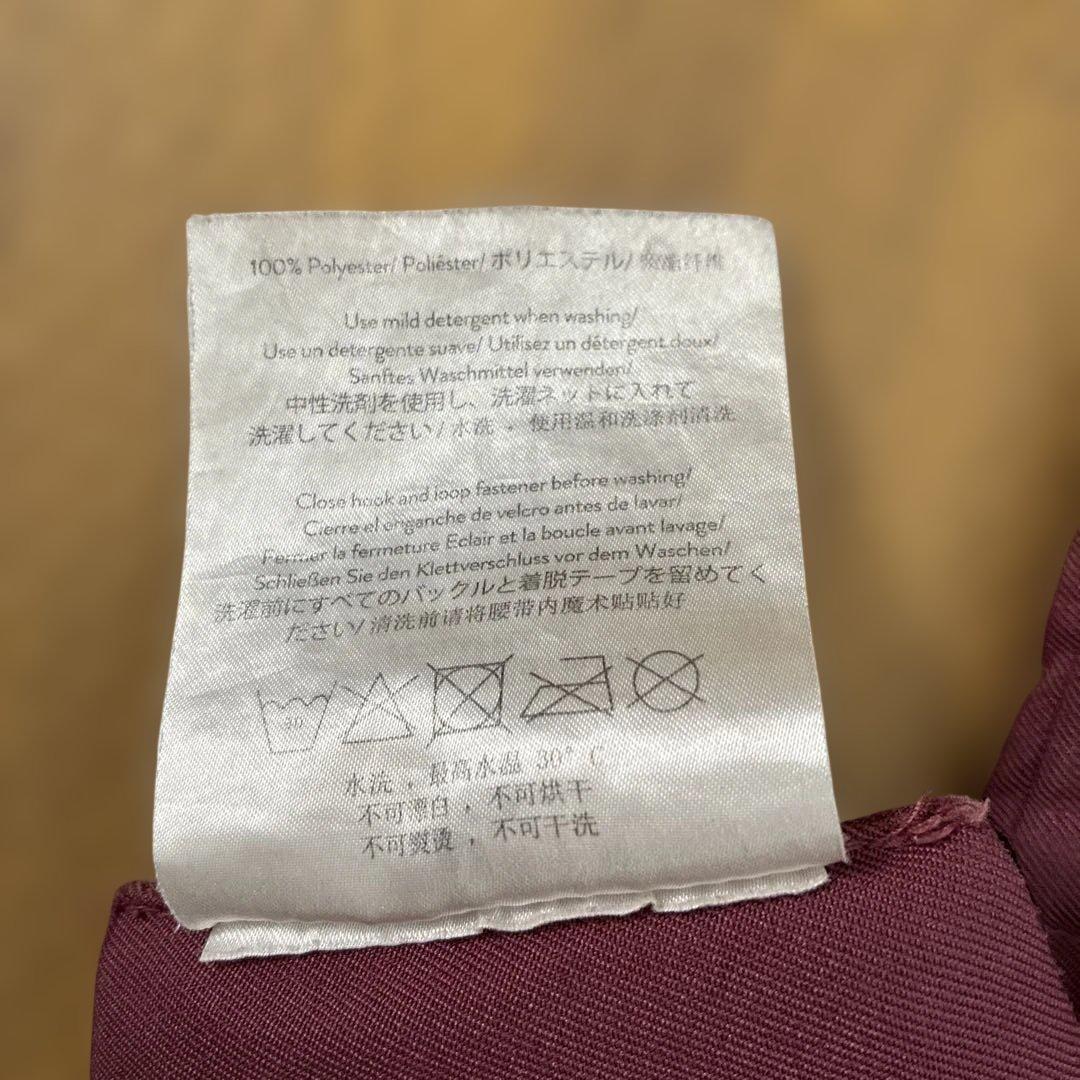 100% Polyester/ Poliéster/ ポリエステル/ 聚酯纤维
Use mild detergent when washing/
Use un detergente suave/ Utilisez un détergent doux/
Sanftes Waschmittel verwenden/
中性洗剤を使用し、洗濯ネットに入れて
洗濯してください/ 水洗 , 使用温和洗涤剂清洗
Close hook and loop fastener before washing/
Cierre el enganche de velcro antes de lavar/
Fermer la fermeture Eclair et la boucle avant lavage/
Schließen Sie den Klettverschluss vor dem Waschen/
洗濯前にすべてのバックルと着脱テープを留めてく
ださい/ 清洗前请将腰带内魔术贴贴好
30
水洗 , 最高水温 30° C
不可漂白 , 不可烘干
不可熨烫 , 不可干洗